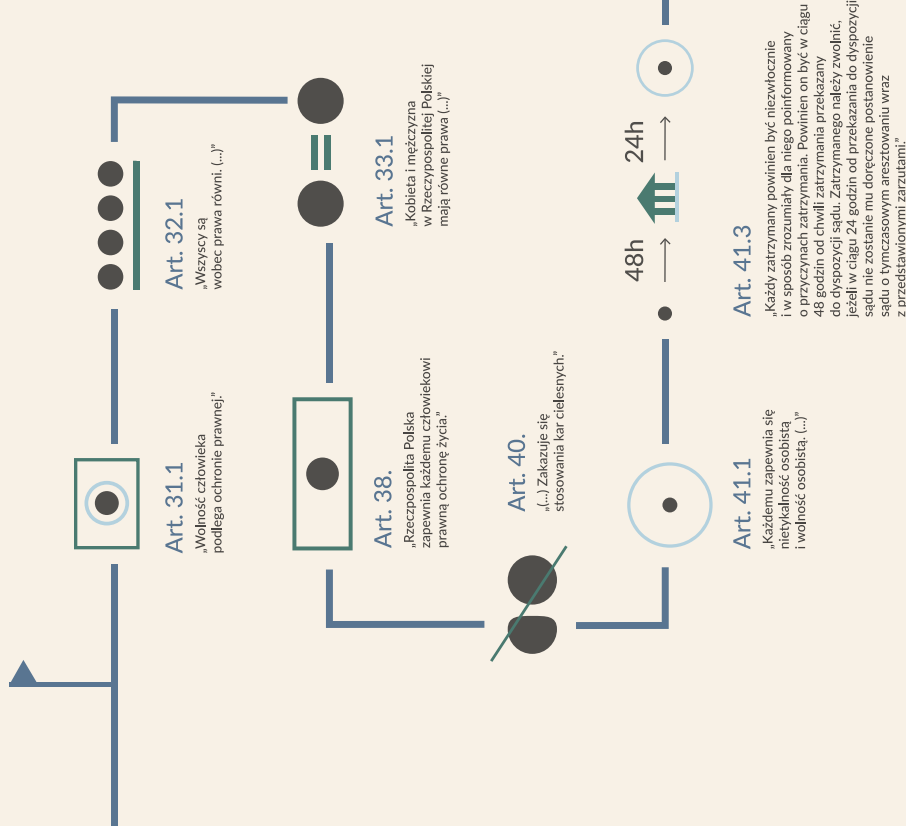 Art. 31.1
„Wolność człowieka
podlega ochronie prawnej.”
Art. 32.1
„Wszyscy są
wobec prawa równi. (...)”
Art. 33.1
„Kobieta i mężczyzna
w Rzeczypospolitej Polskiej
mają równe prawa (...)”
Art. 38.
„Rzeczpospolita Polska
zapewnia każdemu człowiekowi
prawną ochronę życia.”
Art. 40.
„(...) Zakazuje się
stosowania kar cielesnych.”
Art. 41.1
„Każdemu zapewnia się
nietykalność osobistą
i wolność osobistą. (...)”
48h
24h
Art. 41.3
„Każdy zatrzymany powinien być niezwłocznie
i w sposób zrozumiały dla niego poinformowany
o przyczynach zatrzymania. Powinien on być w ciągu
48 godzin od chwili zatrzymania przekazany
do dyspozycji sądu. Zatrzymanego należy zwolnić,
jeżeli w ciągu 24 godzin od przekazania do dyspozycji
sądu nie zostanie mu doręczone postanowienie
sądu o tymczasowym aresztowaniu wraz
z przedstawionymi zarzutami.”